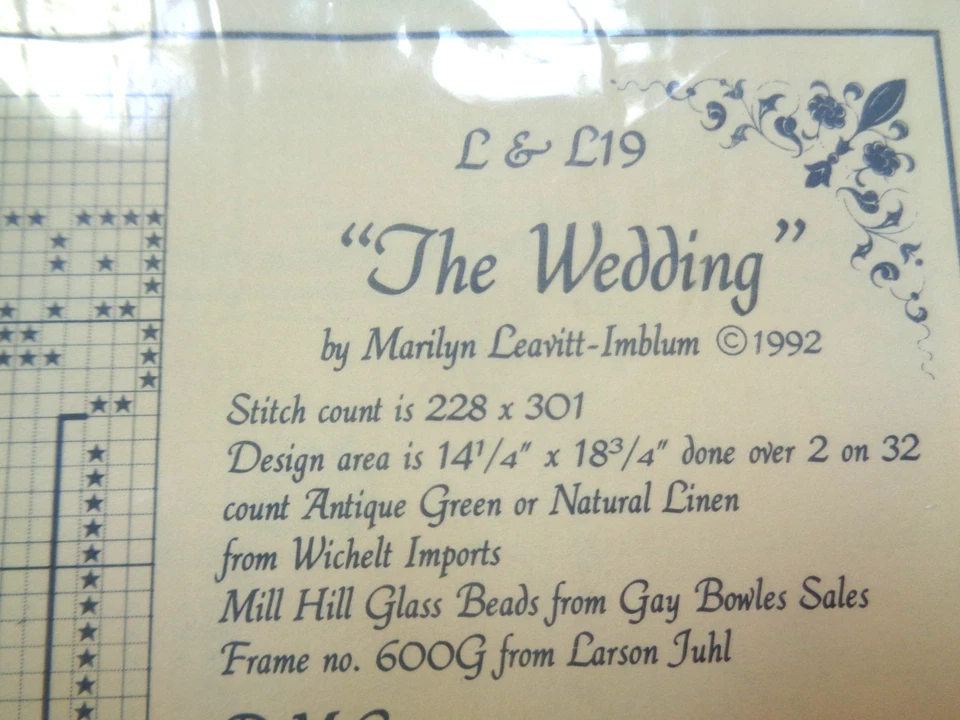 L & L19
“The Wedding”
by Marilyn Leavitt-Imblum ©1992
Stitch count is 228 x 301
Design area is 14¹/₄″ x 18³/₄″ done over 2 on 32
count Antique Green or Natural Linen
from Wichelt Imports
Mill Hill Glass Beads from Gay Bowles Sales
Frame no. 600G from Larson Juhl